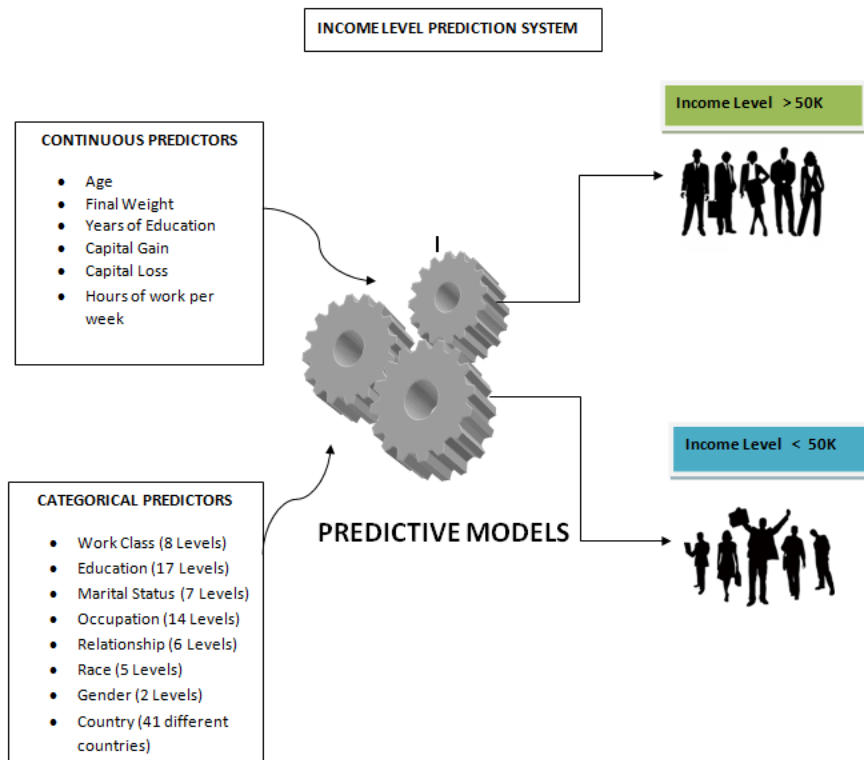 INCOME LEVEL PREDICTION SYSTEM
Income Level > 50K
CONTINUOUS PREDICTORS
• Age
• Final Weight
• Years of Education
• Capital Gain
• Capital Loss
• Hours of work per
week
I
Income Level < 50K
CATEGORICAL PREDICTORS
• Work Class (8 Levels)
• Education (17 Levels)
• Marital Status (7 Levels)
• Occupation (14 Levels)
• Relationship (6 Levels)
• Race (5 Levels)
• Gender (2 Levels)
• Country (41 different
countries)
PREDICTIVE MODELS